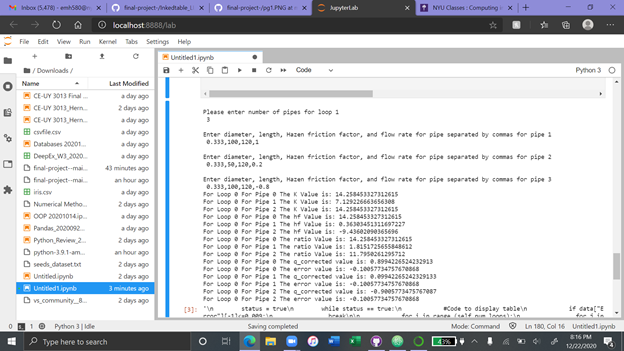 Inbox (5,478) - emh580@n
final-project-/Inkedtable_L
final-project-/pg1.PNG at
JupyterLab
NYU Classes : Computing in
localhost:8888/lab
File Edit View Run Kernel Tabs Settings Help
/ Downloads /
Name Last Modified
CE-UY 3013 Final ... a day ago
CE-UY 3013_Hern... 2 days ago
CE-UY 3013_Hern... a day ago
csvfile.csv a day ago
Databases 20201... a day ago
DeepEx_W3_2020... a day ago
final-project--mai... 43 minutes ago
final-project--mai... an hour ago
iris.csv a day ago
Numerical Metho... 2 days ago
OOP 20201014.ip... a day ago
Pandas_2020092... a day ago
Python_Review_2... 2 days ago
python-3.9.1-am... an hour ago
seeds_dataset.txt 2 days ago
Untitled.ipynb 2 days ago
Untitled1.ipynb 3 minutes ago
vs_community__8... 2 days ago
Untitled1.ipynb
Code Python 3
Please enter number of pipes for loop 1
3
Enter diameter, length, Hazen friction factor, and flow rate for pipe separated by commas for pipe 1
0.333,100,120,1
Enter diameter, length, Hazen friction factor, and flow rate for pipe separated by commas for pipe 2
0.333,50,120,0.2
Enter diameter, length, Hazen friction factor, and flow rate for pipe separated by commas for pipe 3
0.333,100,120,-0.8
For Loop 0 For Pipe 0 The K Value is: 14.258453327312615
For Loop 0 For Pipe 1 The K Value is: 7.129226663656308
For Loop 0 For Pipe 2 The K Value is: 14.258453327312615
For Loop 0 For Pipe 0 The hf Value is: 14.258453327312615
For Loop 0 For Pipe 1 The hf Value is: 0.36303451311697227
For Loop 0 For Pipe 2 The hf Value is: -9.43602090365696
For Loop 0 For Pipe 0 The ratio Value is: 14.258453327312615
For Loop 0 For Pipe 1 The ratio Value is: 1.8151725655848612
For Loop 0 For Pipe 2 The ratio Value is: 11.7950261295712
For Loop 0 For Pipe 0 The q_corrected value is: 0.8994226524232913
For Loop 0 For Pipe 0 The error value is: -0.10057734757670868
For Loop 0 For Pipe 1 The q_corrected value is: 0.09942265242329133
For Loop 0 For Pipe 1 The error value is: -0.10057734757670868
For Loop 0 For Pipe 2 The q_corrected value is: -0.9005773475767087
For Loop 0 For Pipe 2 The error value is: -0.10057734757670868
[3]: '\n status = true\n while status == true:\n #Code to display table\n if data["E
0 1 Python 3 | Idle Saving completed Mode: Command Ln 180, Col 16 Untitled1.ipynb
Type here to search
43%
8:16 PM
12/22/2020